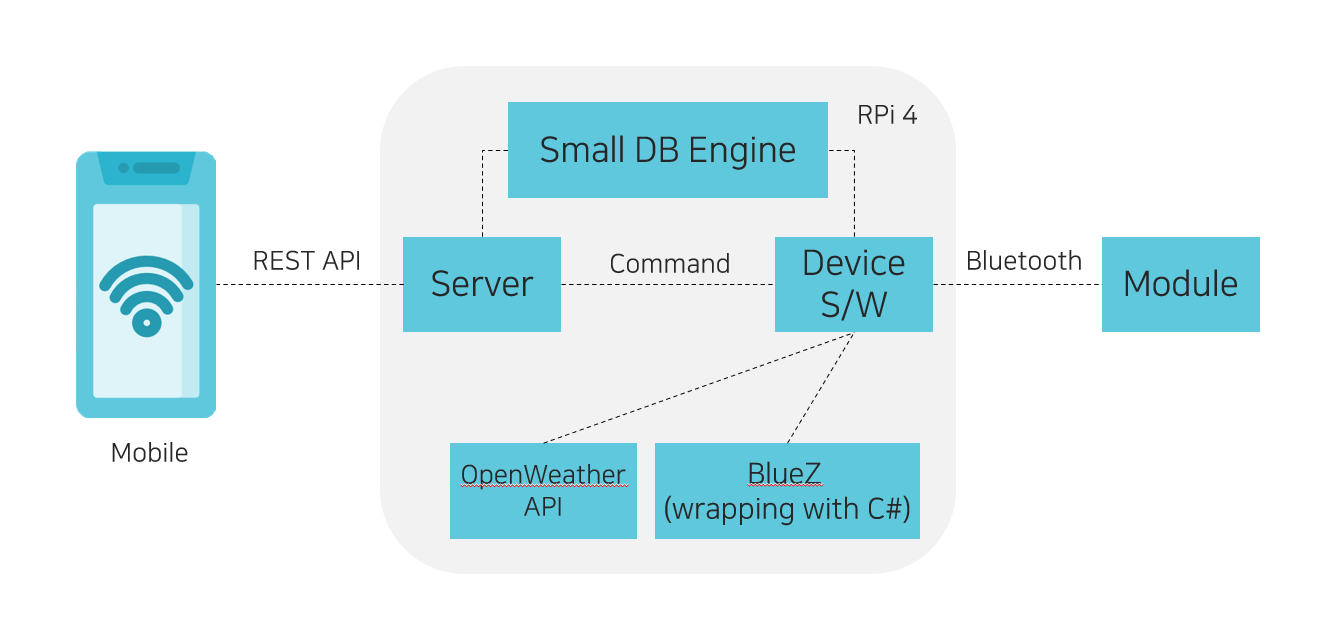 RPi 4
Small DB Engine
REST API
Server
Command
Device
S/W
Bluetooth
Module
Mobile
OpenWeather
API
BlueZ
(wrapping with C#)